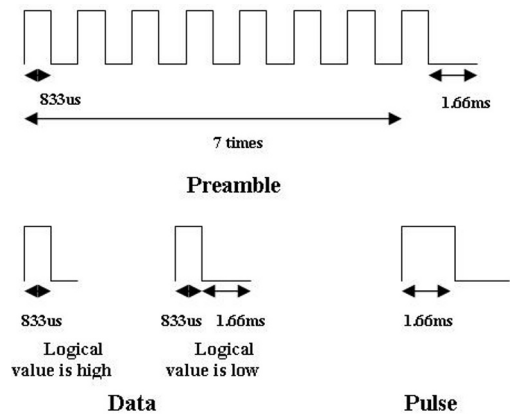 833us
1.66ms
7 times
Preamble
833us
833us
1.66ms
1.66ms
Logical
value is high
Logical
value is low
Data
Pulse